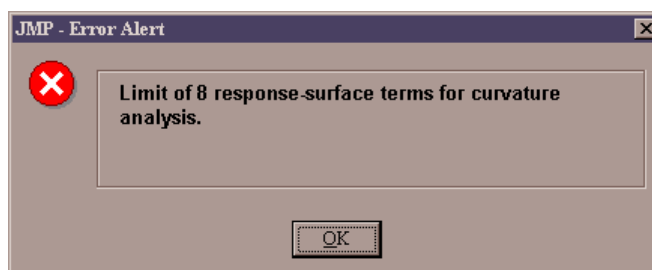 JMP - Error Alert
Limit of 8 response-surface terms for curvature
analysis.
OK